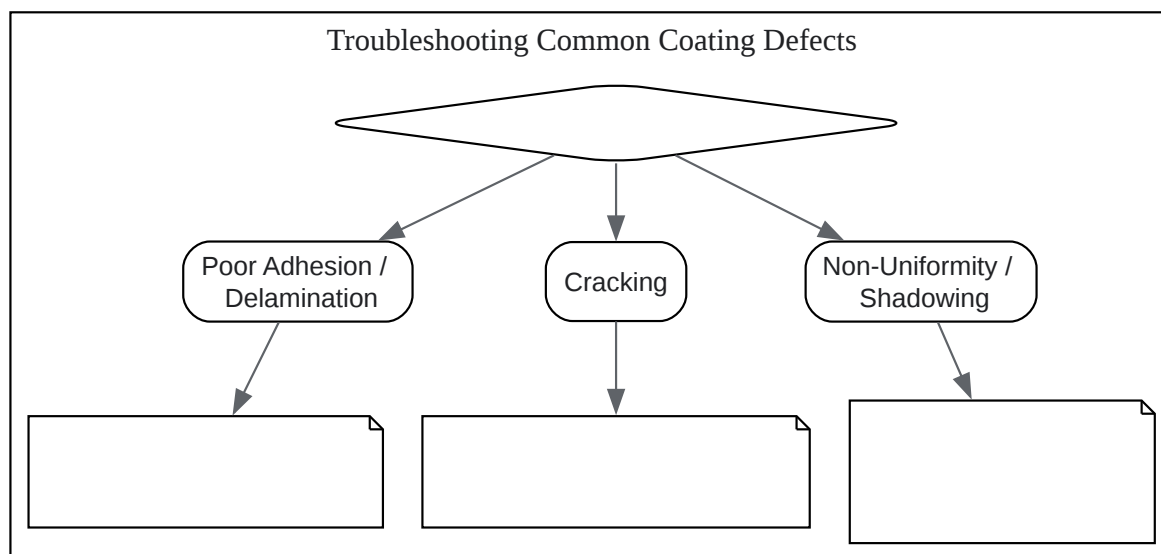 Troubleshooting Common Coating Defects
Poor Adhesion /
Delamination
Cracking
Non-Uniformity /
Shadowing